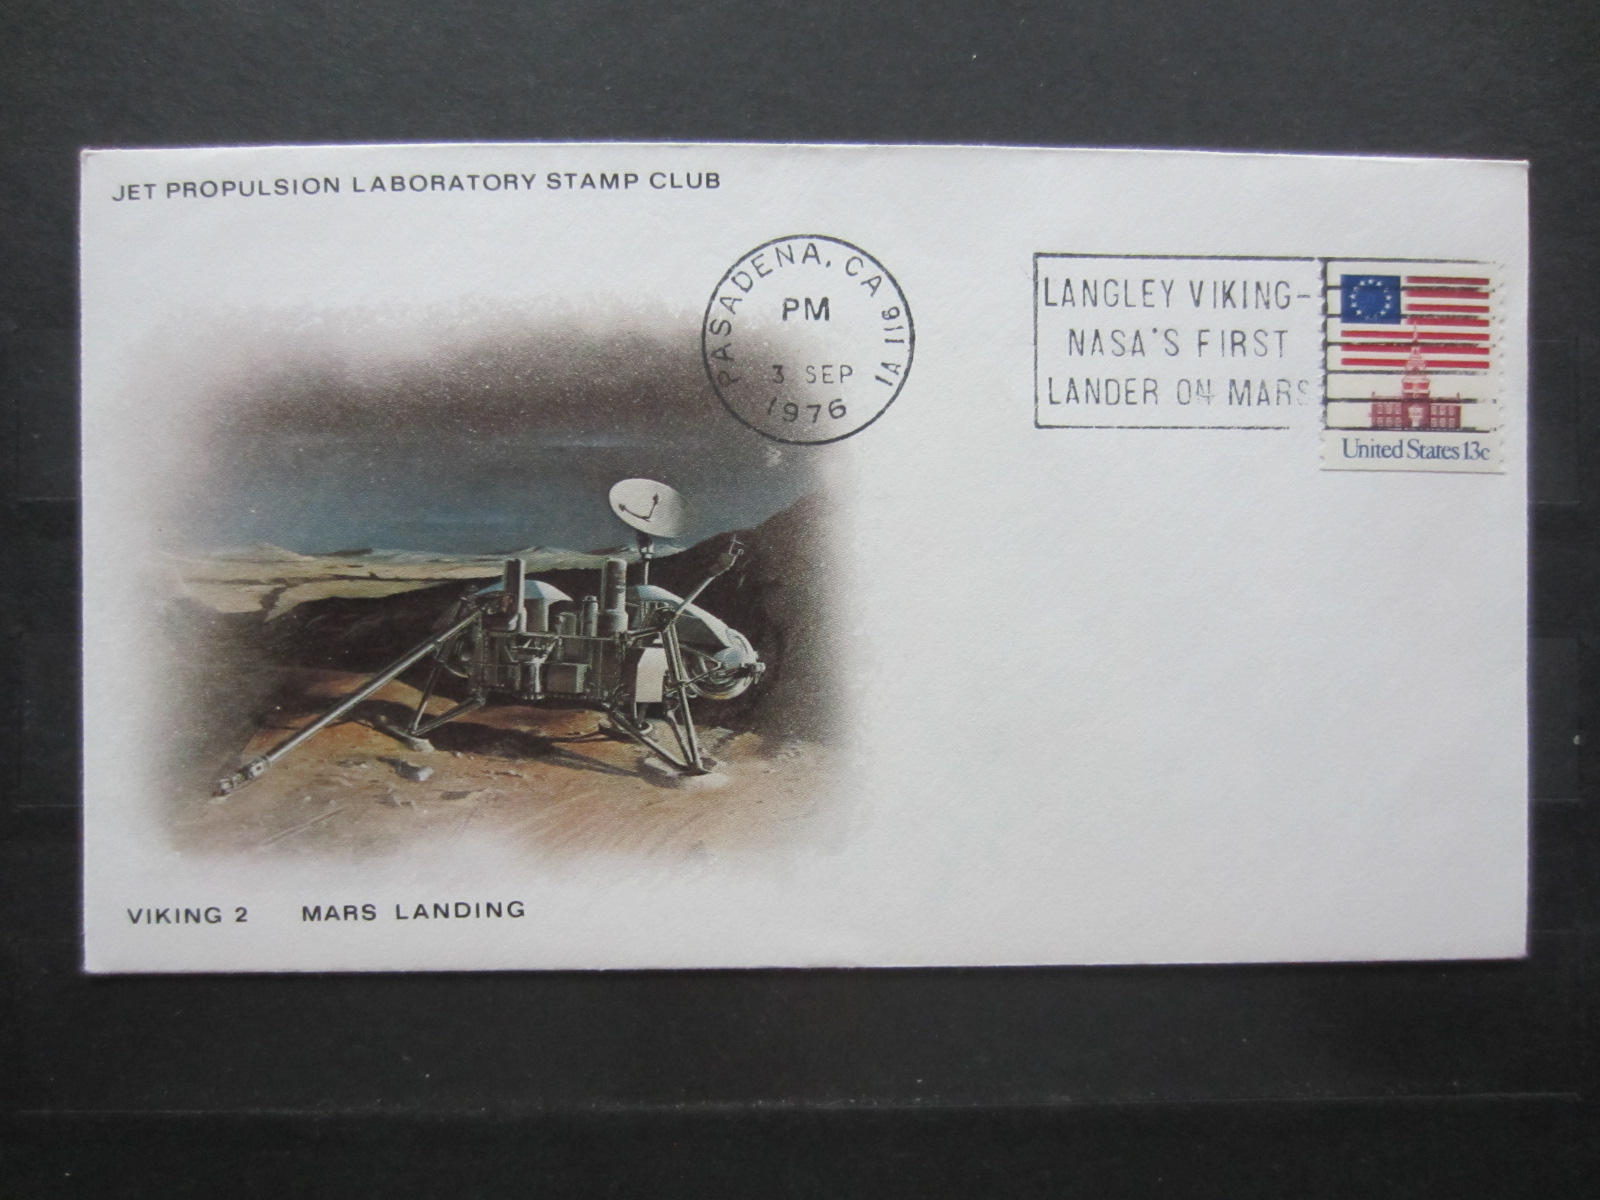 JET PROPULSION LABORATORY STAMP CLUB
PASADENA, CA 911 1A
PM
3 SEP
1976
LANGLEY VIKING-
NASA'S FIRST
LANDER ON MARS
United States 13c
VIKING 2 MARS LANDING